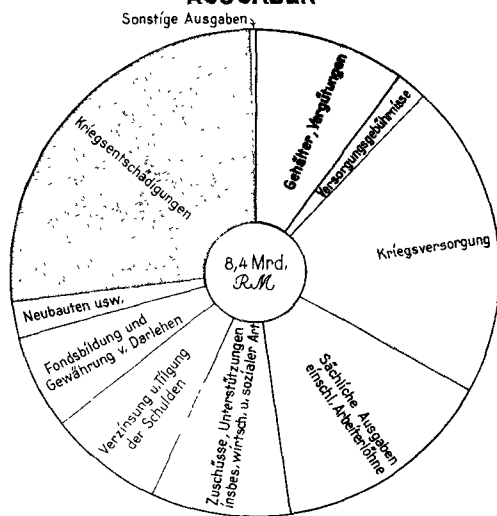 Sonstige Ausgaben
Gehälter, Vergütungen
Versorgungsgebührnisse
Kriegsversorgung
Sächliche Ausgaben
einschl. Arbeiterlöhne
Zuschüsse, Unterstützungen
insbes. wirtsch. u. sozialer Art
Verzinsung u. Tilgung
der Schulden
Fondsbildung und
Gewährung v. Darlehen
Neubauten usw.
Kriegsentschädigungen
8,4 Mrd.
RM